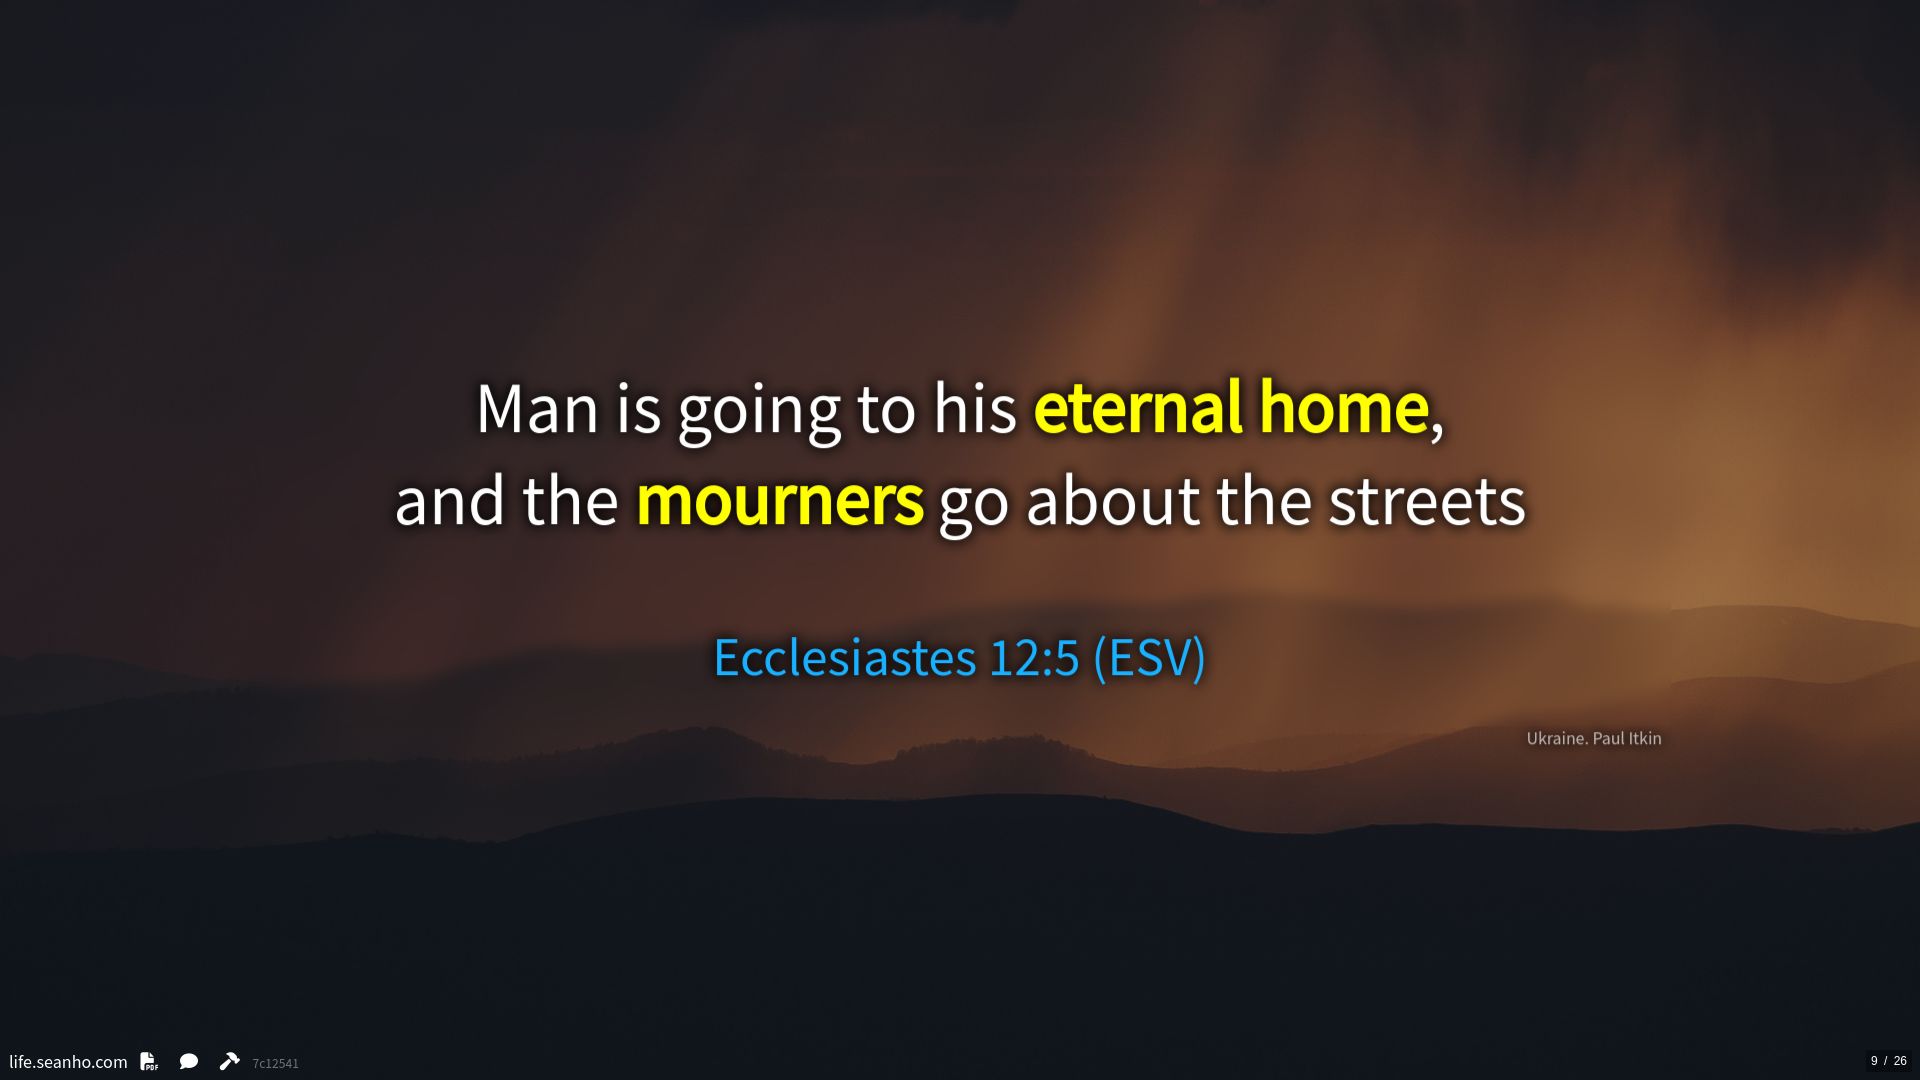 Man is going to his eternal home,
and the mourners go about the streets
Ecclesiastes 12:5 (ESV)
Ukraine. Paul Itkin
life.seanho.com PDF 7c12541
9 / 26